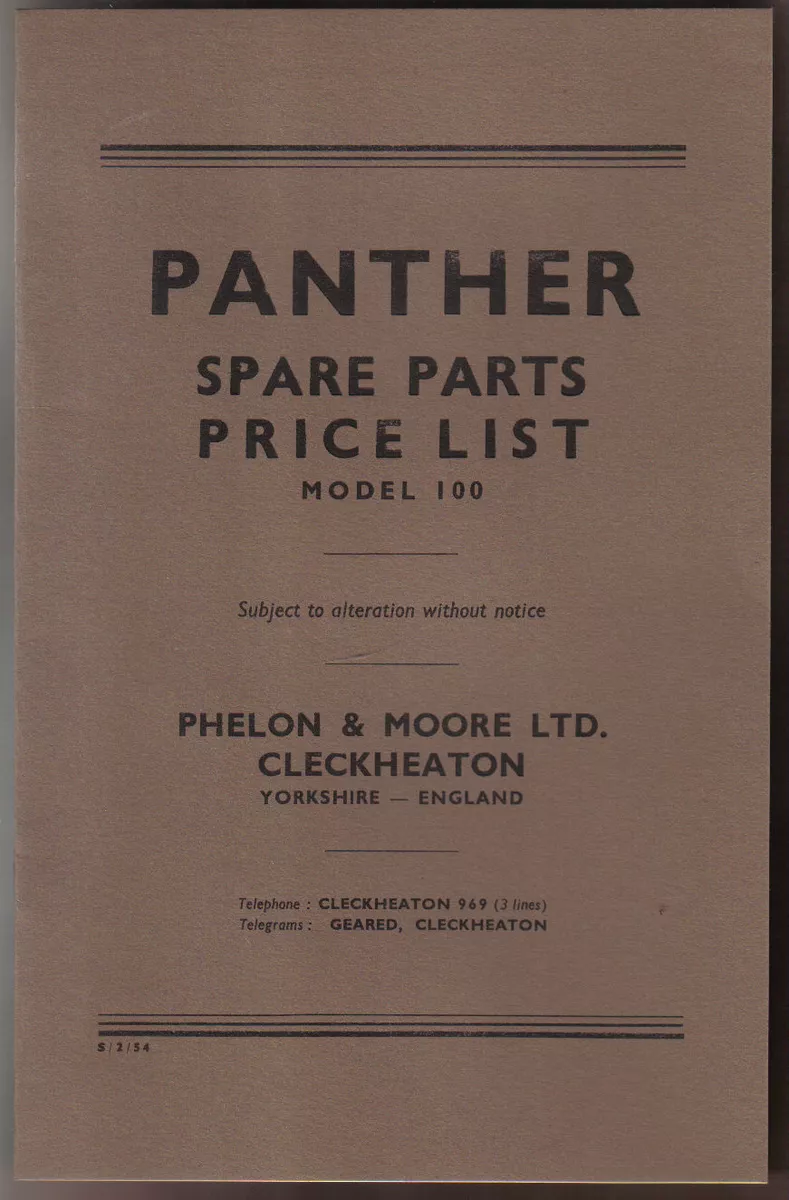 PANTHER
SPARE PARTS
PRICE LIST
MODEL 100
Subject to alteration without notice
PHELON & MOORE LTD.
CLECKHEATON
YORKSHIRE — ENGLAND
Telephone : CLECKHEATON 969 (3 lines)
Telegrams : GEARED, CLECKHEATON
S/2/54